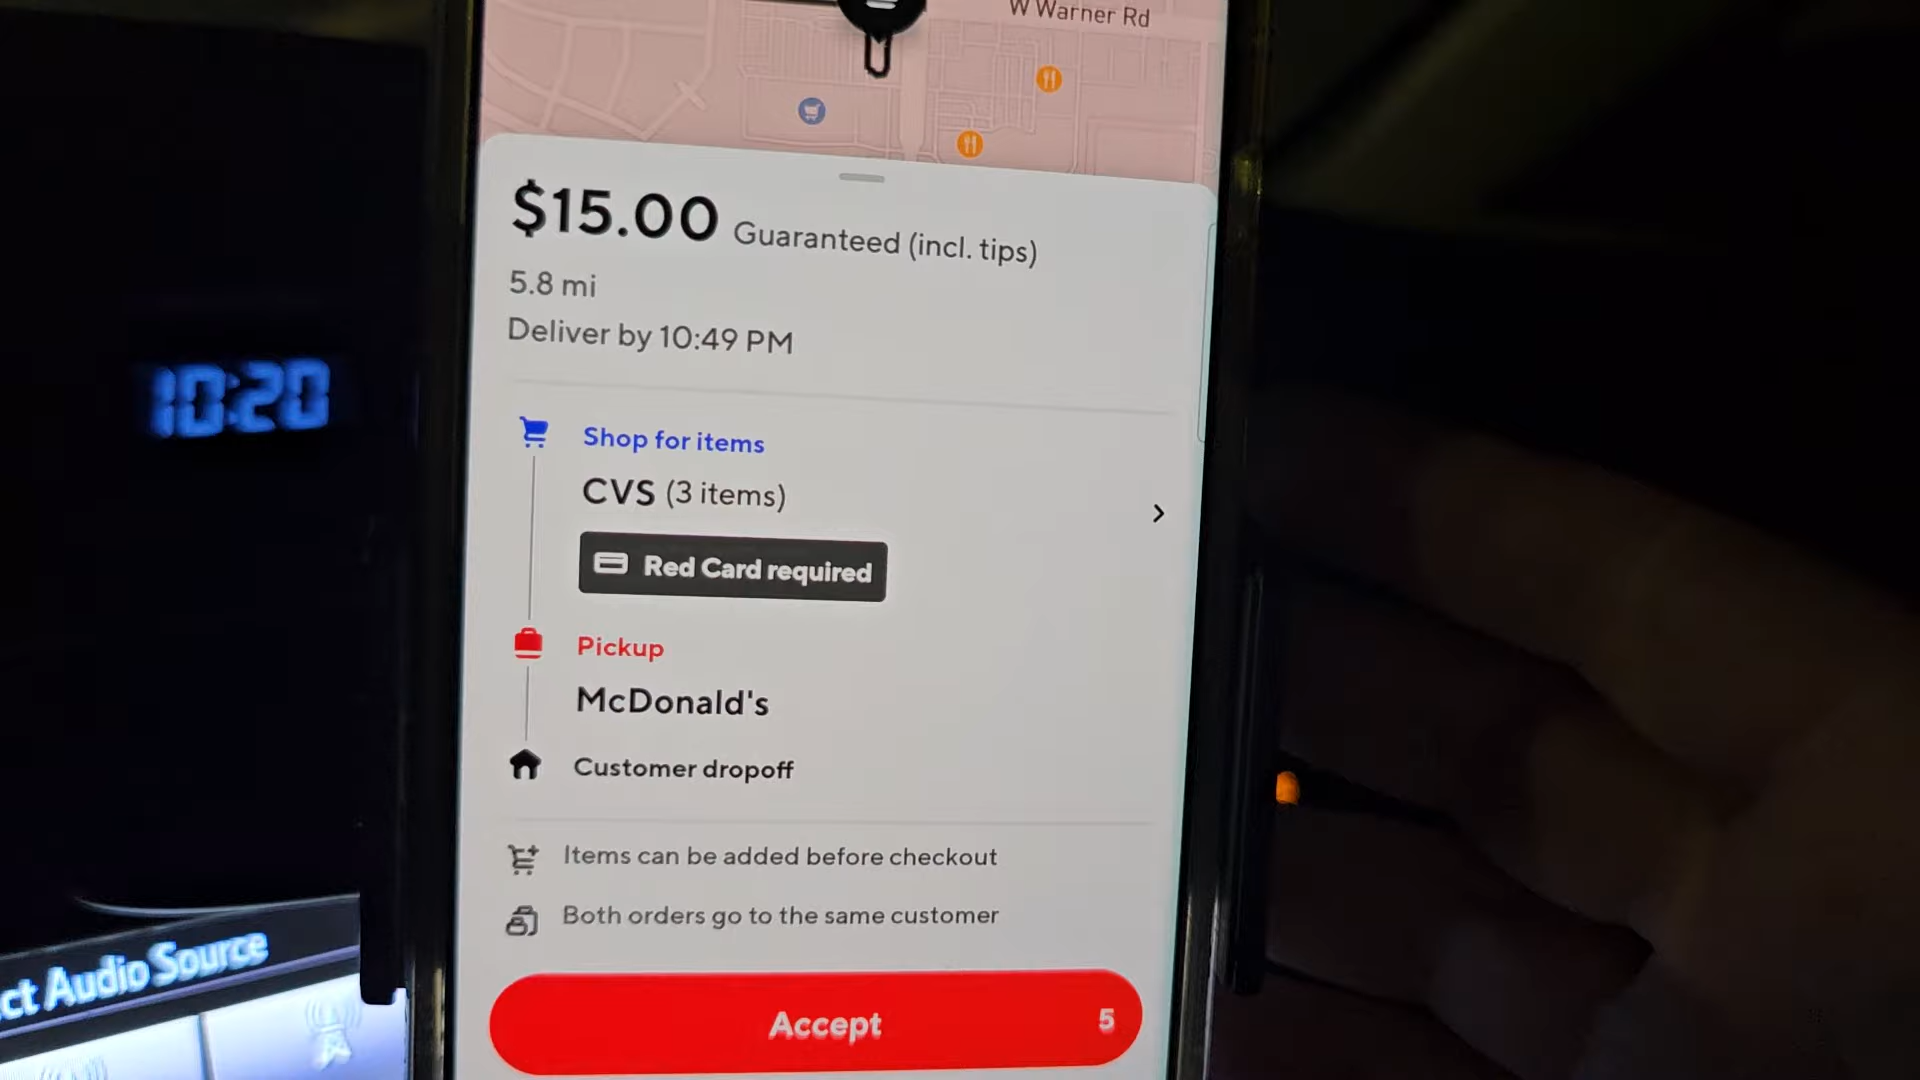 W Warner Rd
$15.00 Guaranteed (incl. tips)
5.8 mi
Deliver by 10:49 PM
10:20
Shop for items
CVS (3 items)
Red Card required
Pickup
McDonald's
Customer dropoff
Items can be added before checkout
Both orders go to the same customer
ct Audio Source
Accept 5